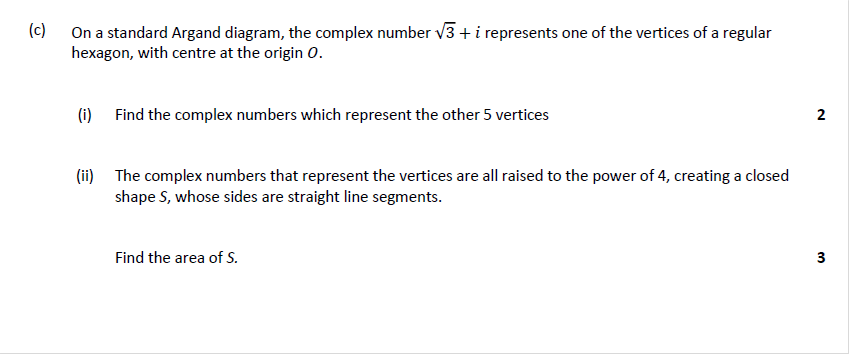 (c) On a standard Argand diagram, the complex number √3 + i represents one of the vertices of a regular
hexagon, with centre at the origin O.
(i) Find the complex numbers which represent the other 5 vertices 2
(ii) The complex numbers that represent the vertices are all raised to the power of 4, creating a closed
shape S, whose sides are straight line segments.
Find the area of S. 3